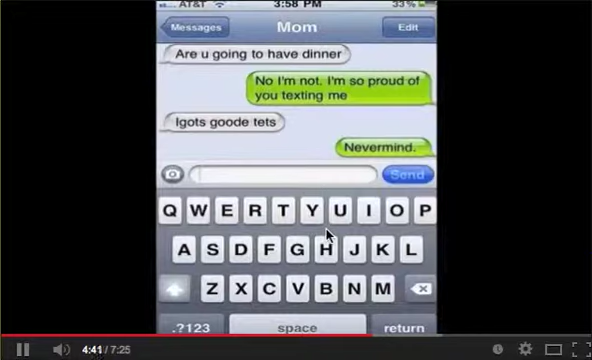 AT&T 3:58 PM 33%
Messages Mom Edit
Are u going to have dinner
No I'm not. I'm so proud of
you texting me
Igots goode tets
Nevermind.
Send
Q W E R T Y U I O P
A S D F G H J K L
Z X C V B N M
.?123 space return
4:41 / 7:25